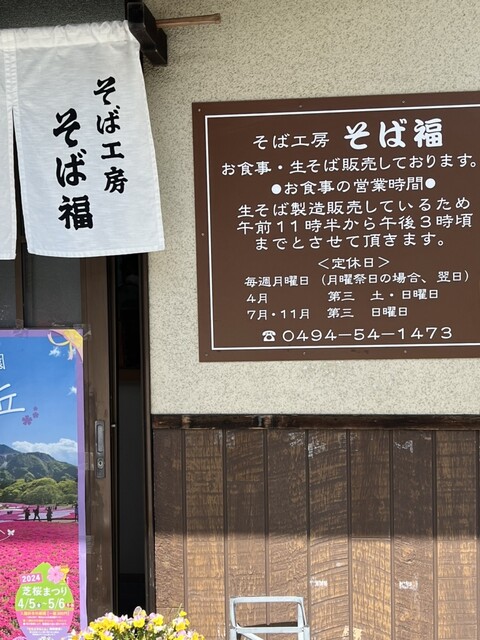 そば工房
そば福
そば工房 そば福
お食事・生そば販売しております。
●お食事の営業時間●
生そば製造販売しているため
午前11時半から午後3時頃
までとさせて頂きます。
＜定休日＞
毎週月曜日（月曜祭日の場合、翌日）
4月 第三 土・日曜日
7月・11月 第三 日曜日
☎0494-54-1473
園
丘
2024
芝桜まつり
4/5 5/6